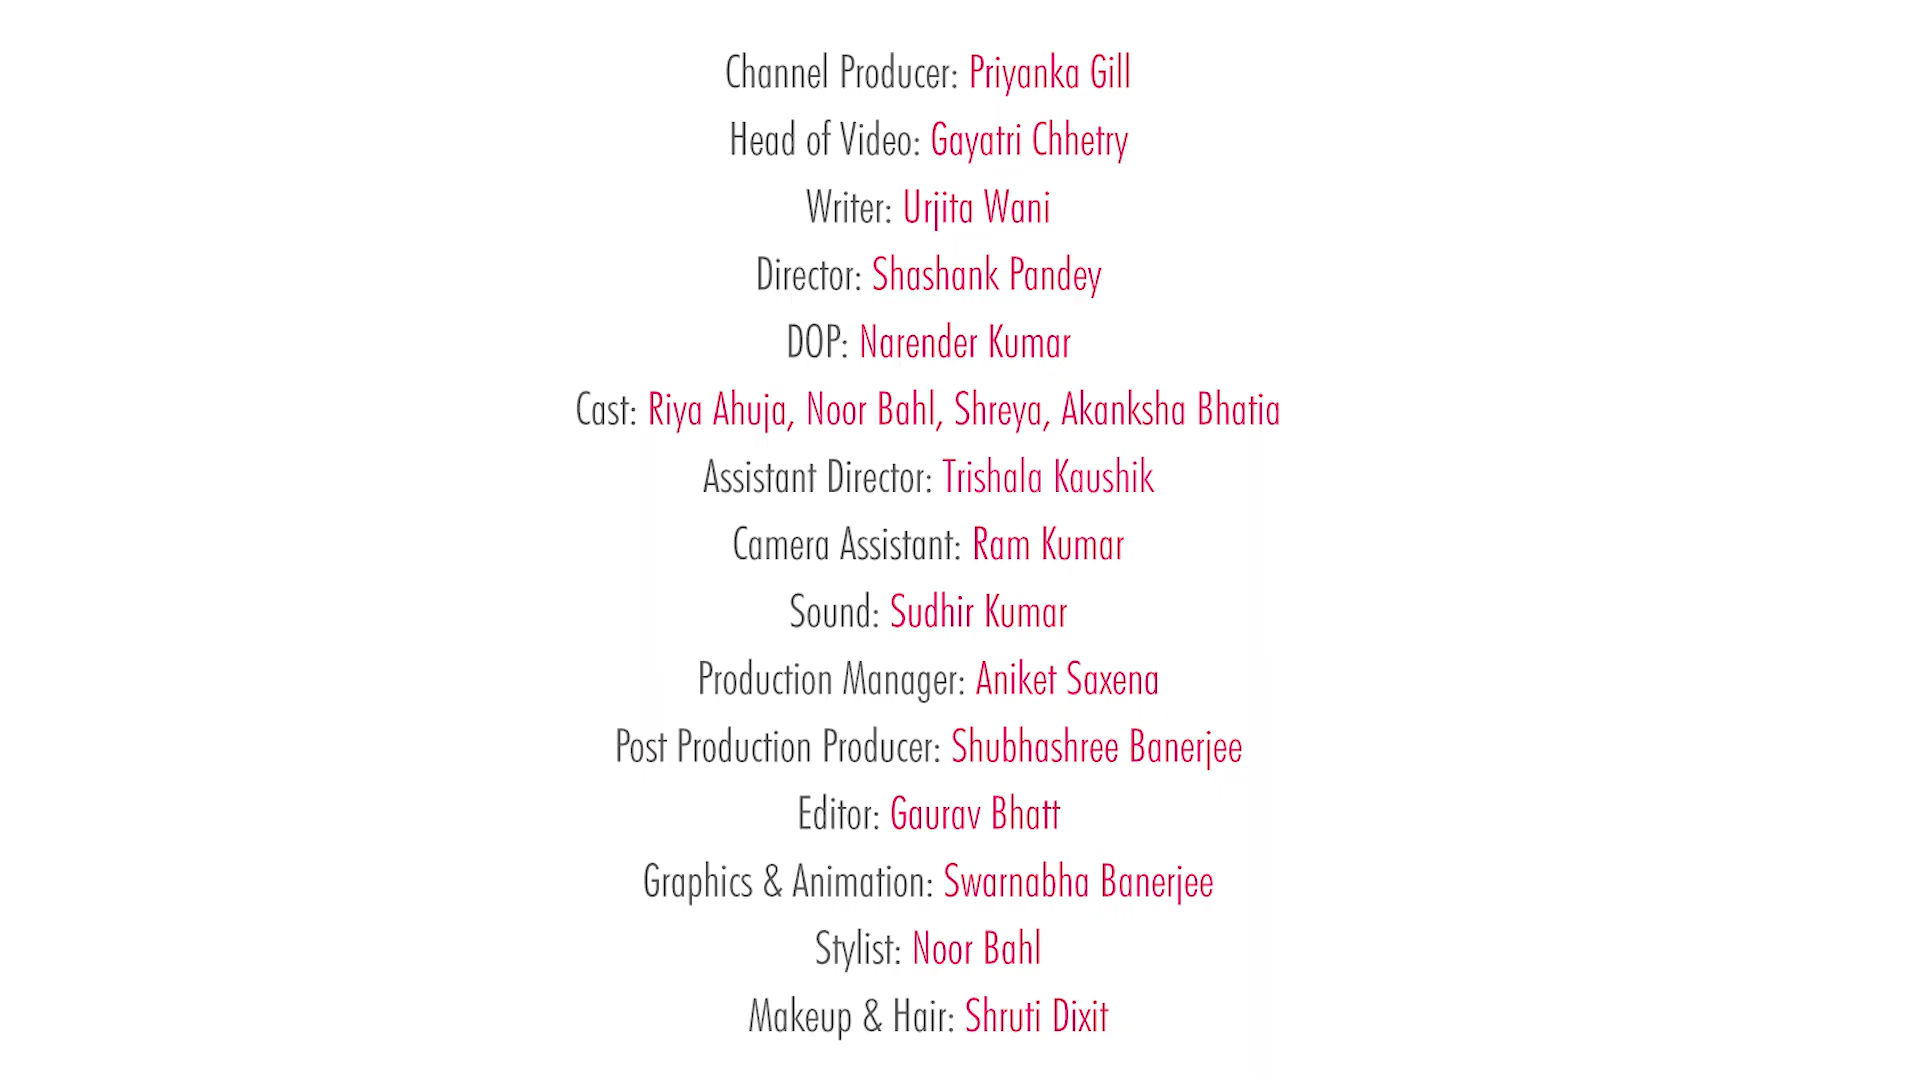 Channel Producer: Priyanka Gill
Head of Video: Gayatri Chhetry
Writer: Urjita Wani
Director: Shashank Pandey
DOP: Narender Kumar
Cast: Riya Ahuja, Noor Bahl, Shreya, Akanksha Bhatia
Assistant Director: Trishala Kaushik
Camera Assistant: Ram Kumar
Sound: Sudhir Kumar
Production Manager: Aniket Saxena
Post Production Producer: Shubhashree Banerjee
Editor: Gaurav Bhatt
Graphics & Animation: Swarnabha Banerjee
Stylist: Noor Bahl
Makeup & Hair: Shruti Dixit